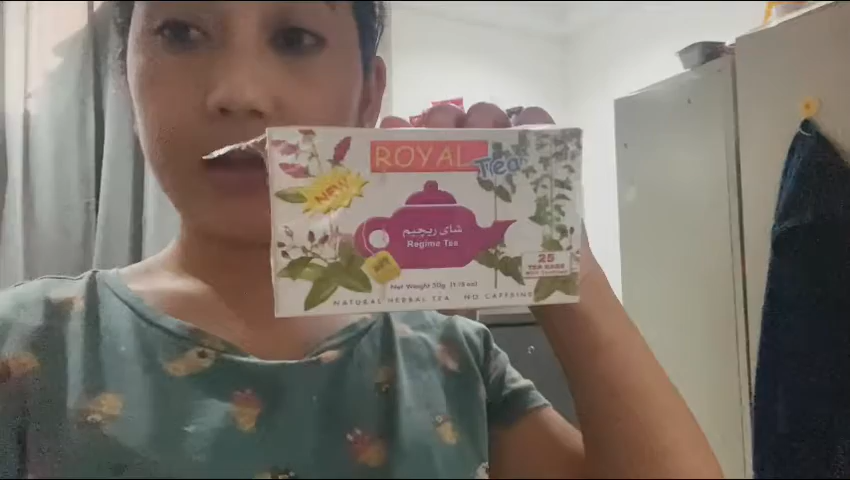 ROYAL
Tea
NEW
شاي ريجيم
Regime Tea
25
TEA BAGS
Net Weight 50g
NATURAL HERBAL TEA NO CAFFEINE